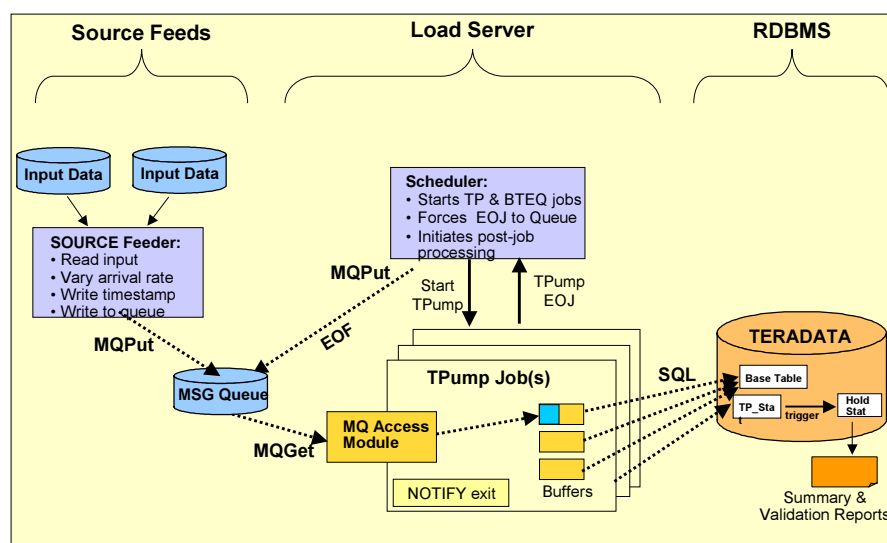 Source Feeds
Load Server
RDBMS
Input Data
Input Data
SOURCE Feeder:
• Read input
• Vary arrival rate
• Write timestamp
• Write to queue
Scheduler:
• Starts TP & BTEQ jobs
• Forces EOJ to Queue
• Initiates post-job
processing
MQPut
EOF
Start
TPump
TPump
EOJ
MQPut
MSG Queue
MQGet
TPump Job(s)
MQ Access
Module
NOTIFY exit
Buffers
SQL
TERADATA
Base Table
TP_Sta
t
trigger
Hold
Stat
Summary &
Validation Reports